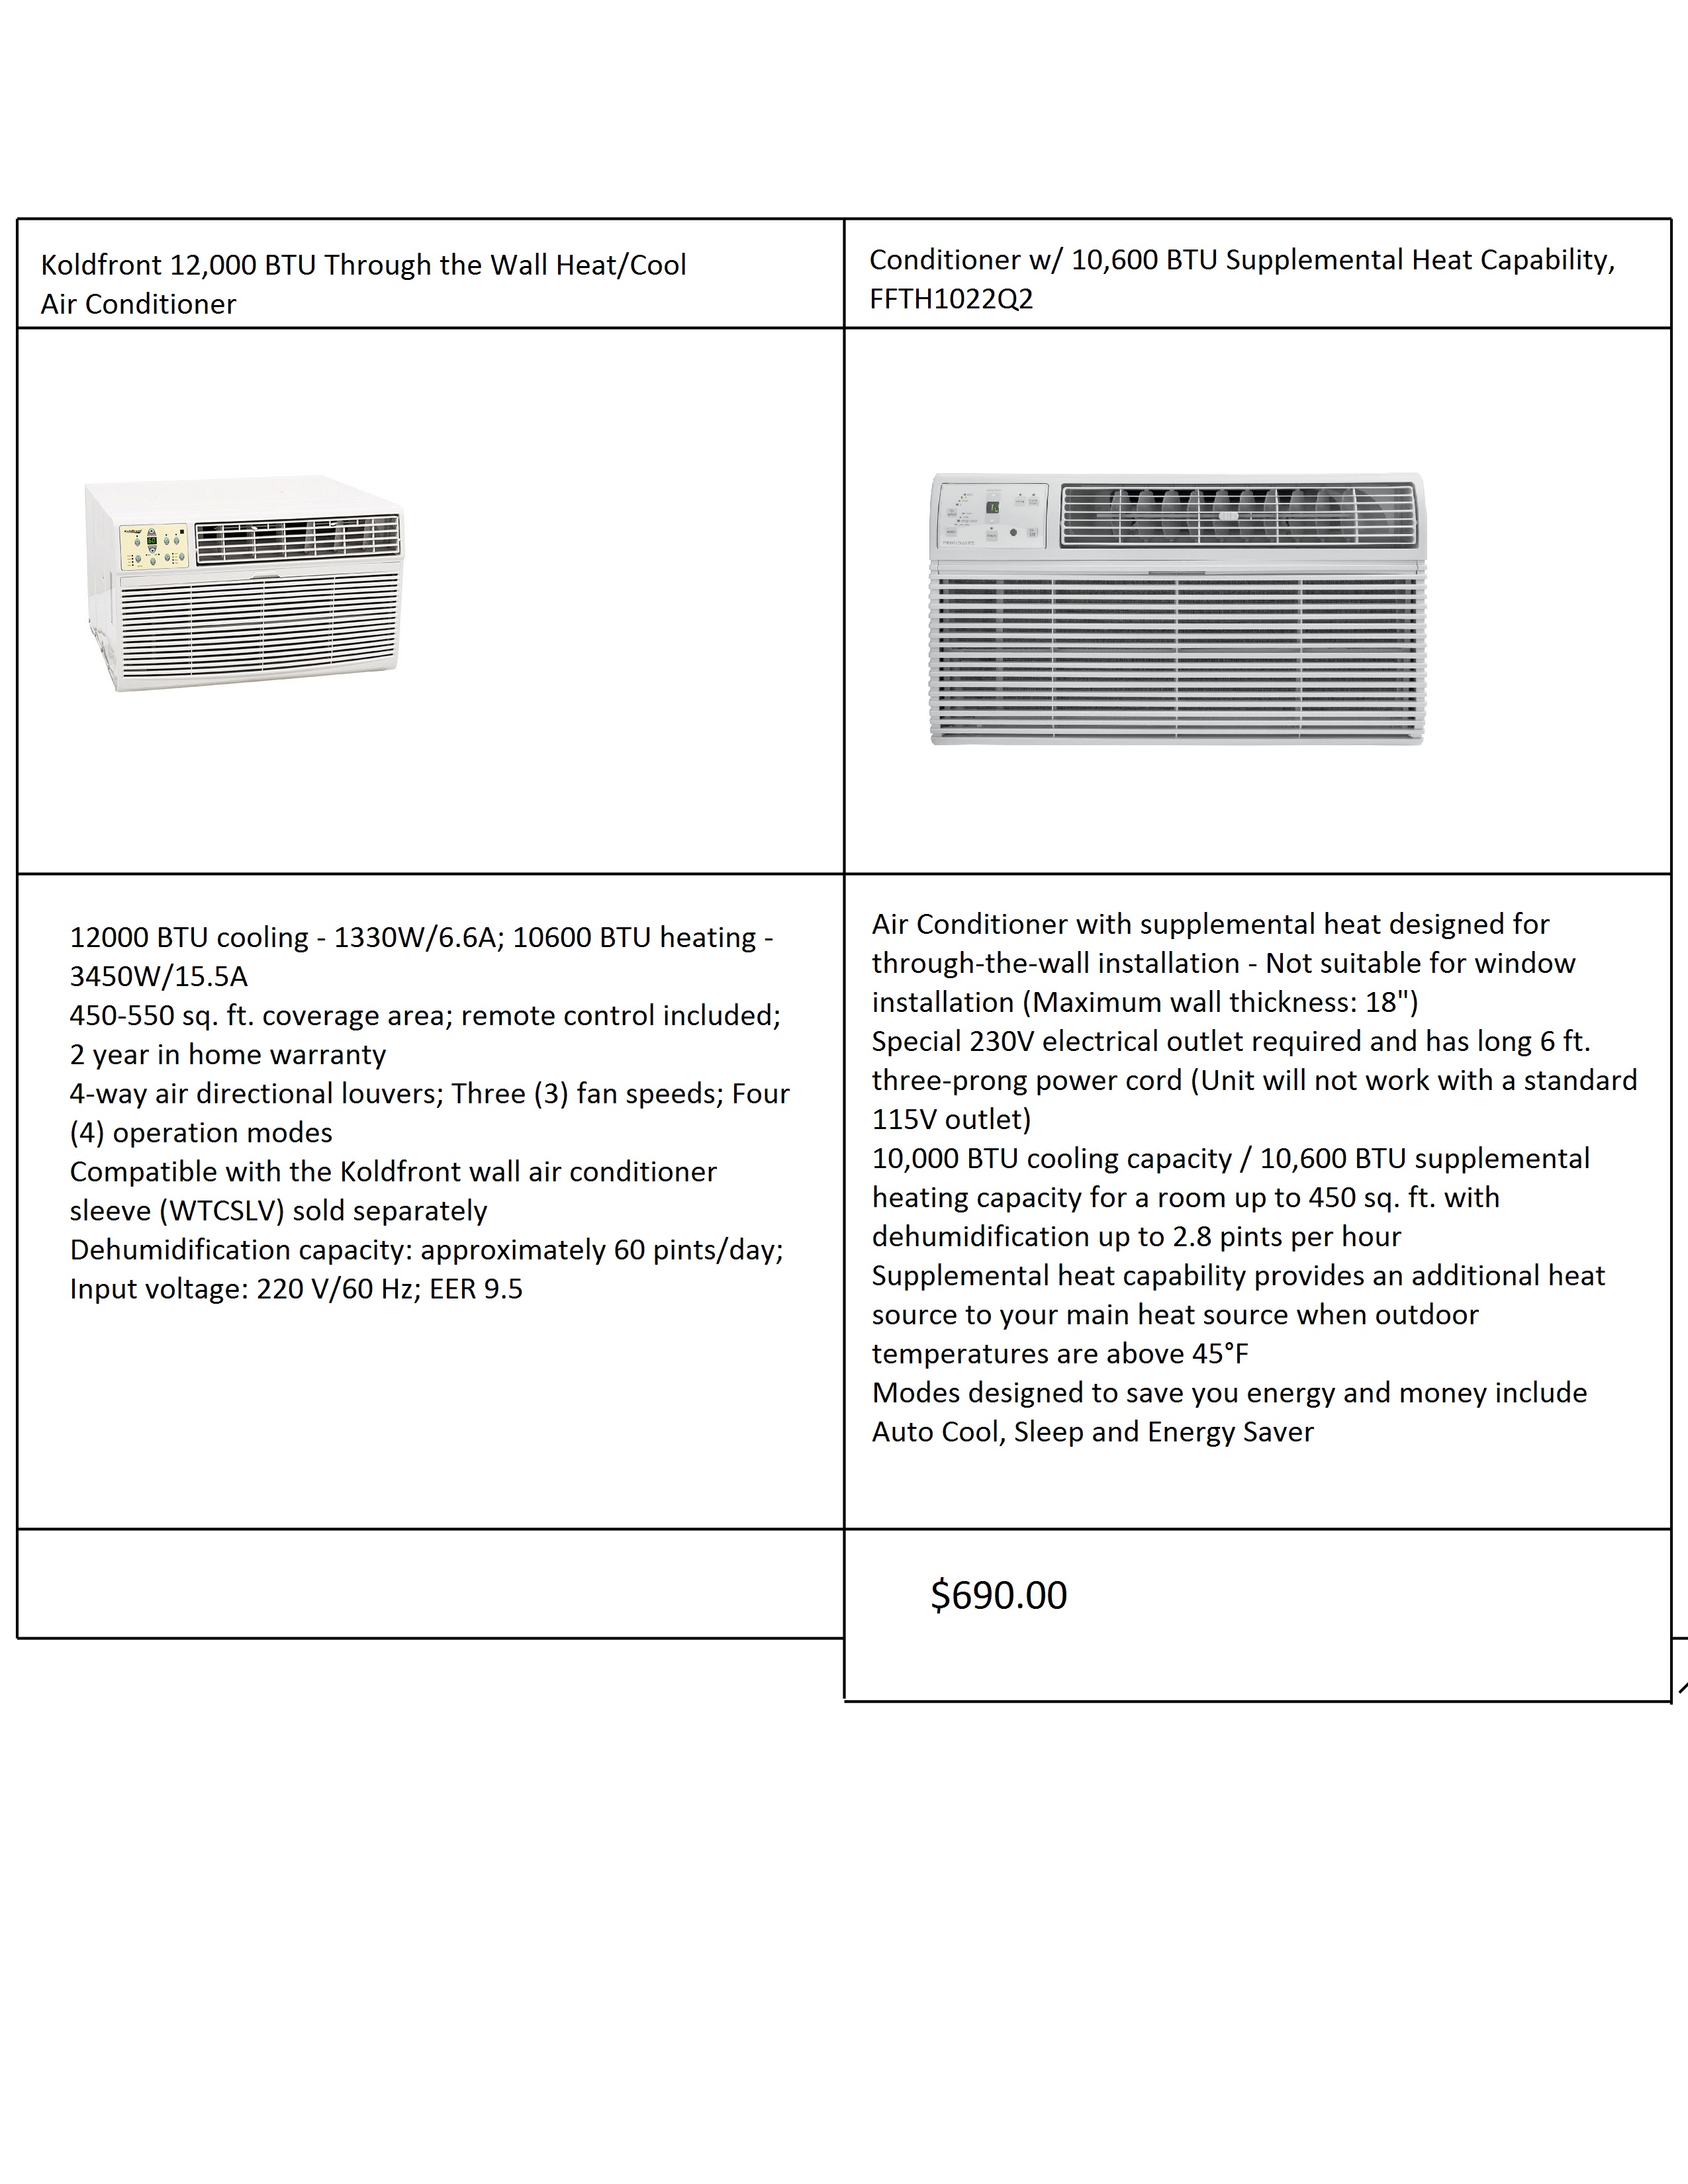 Koldfront 12,000 BTU Through the Wall Heat/Cool
Air Conditioner
Conditioner w/ 10,600 BTU Supplemental Heat Capability,
FFTH1022Q2
12000 BTU cooling - 1330W/6.6A; 10600 BTU heating -
3450W/15.5A
450-550 sq. ft. coverage area; remote control included;
2 year in home warranty
4-way air directional louvers; Three (3) fan speeds; Four
(4) operation modes
Compatible with the Koldfront wall air conditioner
sleeve (WTCSLV) sold separately
Dehumidification capacity: approximately 60 pints/day;
Input voltage: 220 V/60 Hz; EER 9.5
Air Conditioner with supplemental heat designed for
through-the-wall installation - Not suitable for window
installation (Maximum wall thickness: 18")
Special 230V electrical outlet required and has long 6 ft.
three-prong power cord (Unit will not work with a standard
115V outlet)
10,000 BTU cooling capacity / 10,600 BTU supplemental
heating capacity for a room up to 450 sq. ft. with
dehumidification up to 2.8 pints per hour
Supplemental heat capability provides an additional heat
source to your main heat source when outdoor
temperatures are above 45°F
Modes designed to save you energy and money include
Auto Cool, Sleep and Energy Saver
$690.00